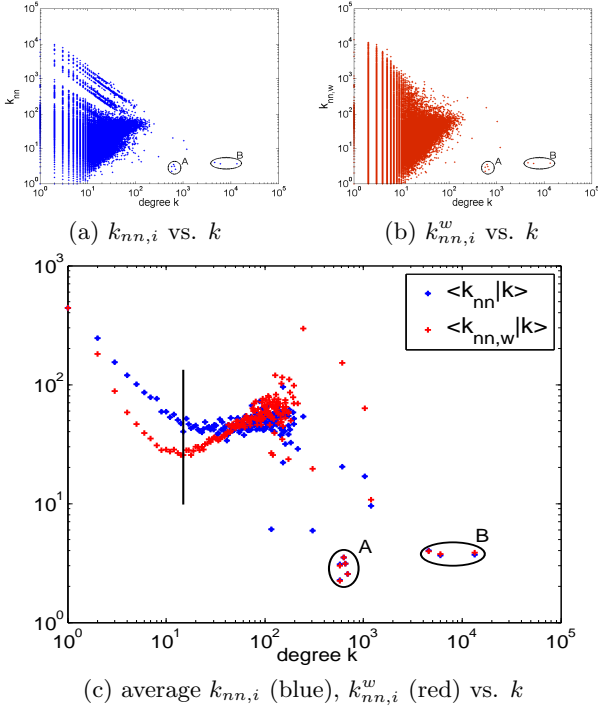 10^5
10^4
10^3
10^2
10^1
10^0
k_nn
A
B
10^0 10^1 10^2 10^3 10^4 10^5
degree k
(a) k_{nn,i} vs. k
10^5
10^4
10^3
10^2
10^1
10^0
k_nn,w
A
B
10^0 10^1 10^2 10^3 10^4 10^5
degree k
(b) k^w_{nn,i} vs. k
10^3
10^2
10^1
10^0
<k_nn|k>
<k_nn,w|k>
A
B
10^0 10^1 10^2 10^3 10^4 10^5
degree k
(c) average k_{nn,i} (blue), k^w_{nn,i} (red) vs. k